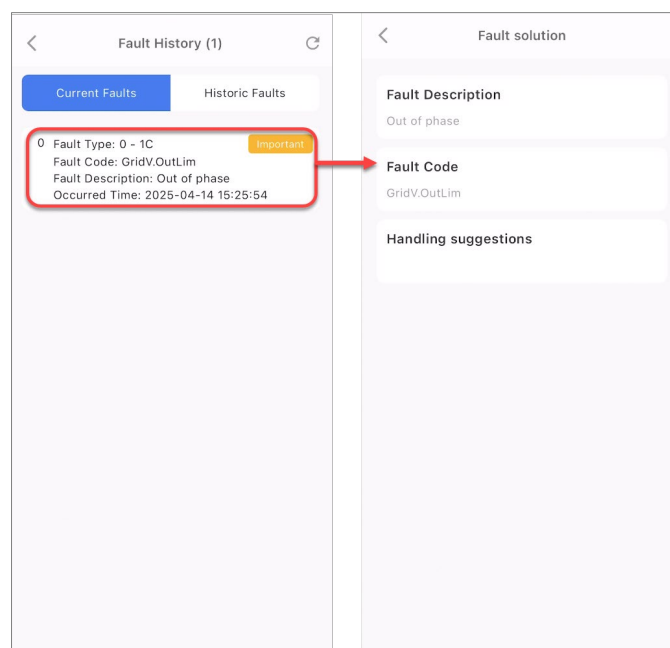 Fault History (1)
Current Faults
Historic Faults
0 Fault Type: 0 - 1C
Important
Fault Code: GridV.OutLim
Fault Description: Out of phase
Occurred Time: 2025-04-14 15:25:54
Fault solution
Fault Description
Out of phase
Fault Code
GridV.OutLim
Handling suggestions